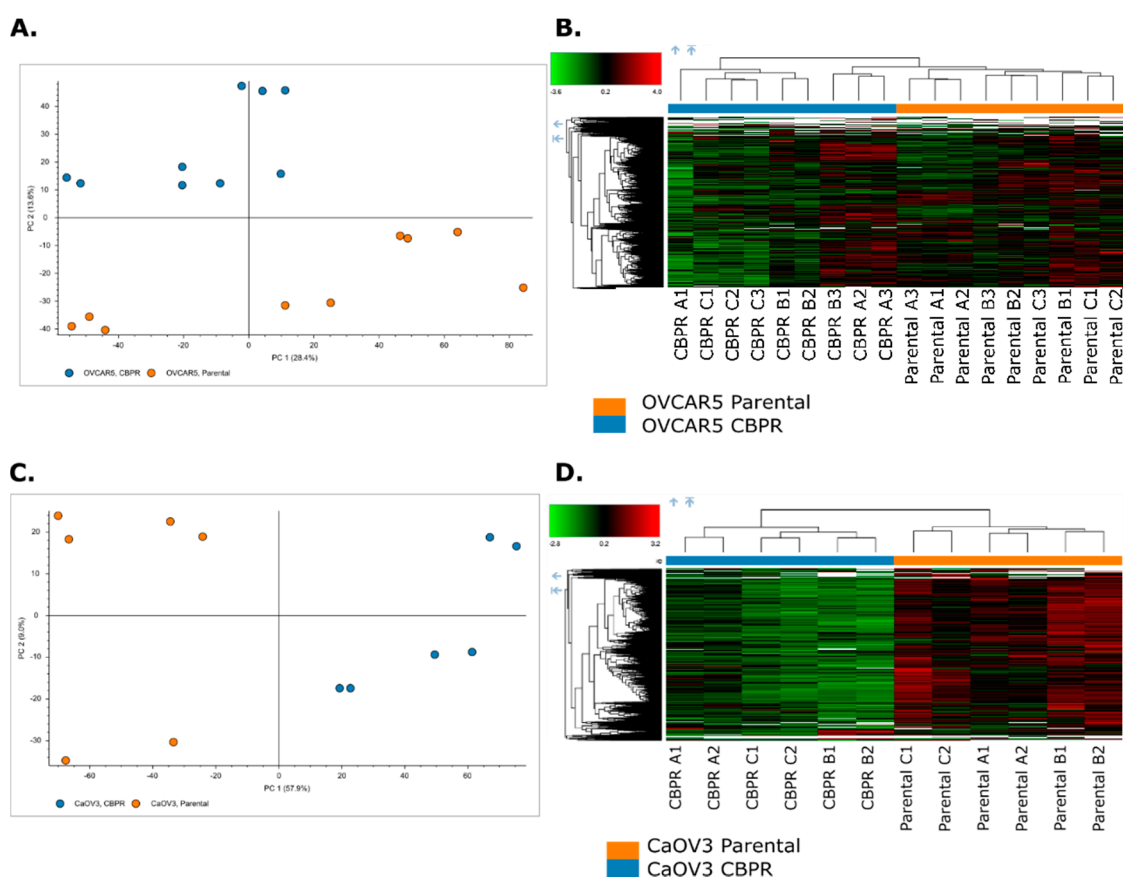 A.
PC 2 (13.6%)
40
30
20
10
0
-10
-20
-30
-40
-40
-20
0
20
40
60
80
PC 1 (28.4%)
OVCAR5, CBPR
OVCAR5, Parental
B.
-3.6
0.2
4.0
CBPR A1
CBPR C1
CBPR C2
CBPR C3
CBPR B1
CBPR B2
CBPR B3
CBPR A2
CBPR A3
Parental A3
Parental A1
Parental A2
Parental B3
Parental B2
Parental C3
Parental B1
Parental C1
Parental C2
OVCAR5 Parental
OVCAR5 CBPR
C.
PC 2 (9.0%)
20
10
0
-10
-20
-30
-60
-40
-20
0
20
40
60
PC 1 (57.9%)
CaOV3, CBPR
CaOV3, Parental
D.
-2.8
0.2
3.2
CBPR A1
CBPR A2
CBPR C1
CBPR C2
CBPR B1
CBPR B2
Parental C1
Parental C2
Parental A1
Parental A2
Parental B1
Parental B2
CaOV3 Parental
CaOV3 CBPR